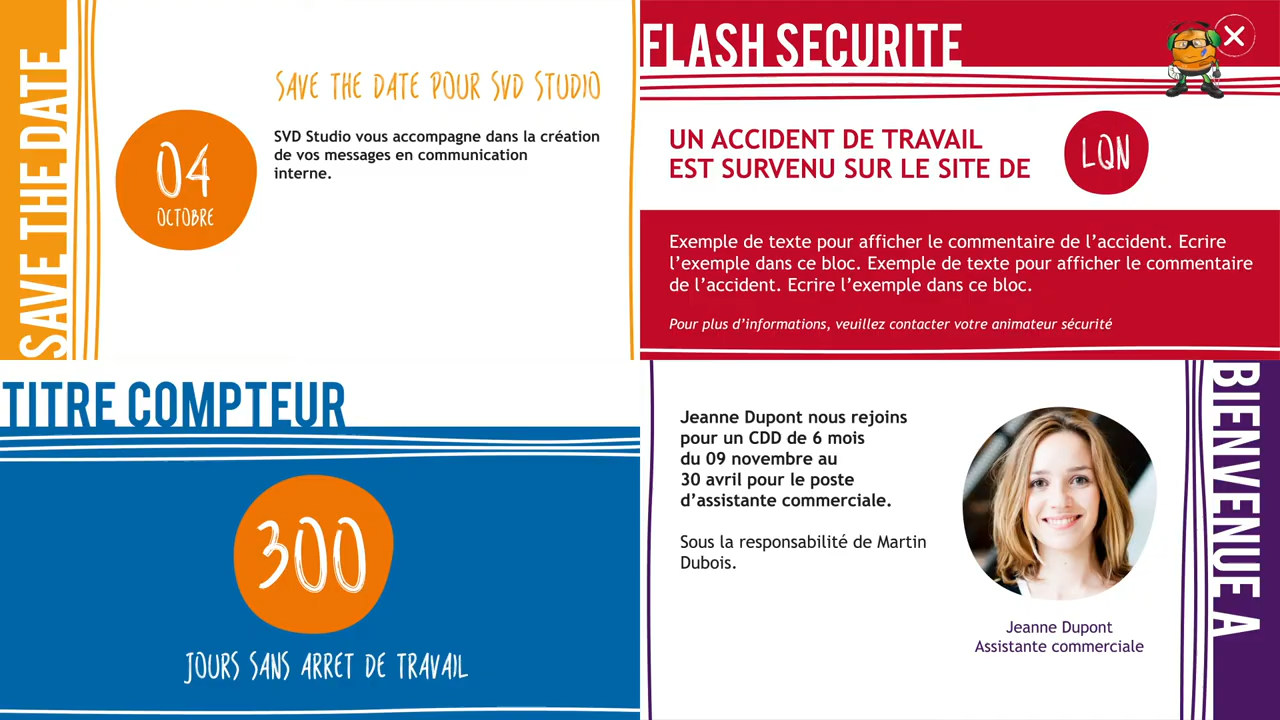 SAVE THE DATE
SAVE THE DATE POUR SVD STUDIO
04
OCTOBRE
SVD Studio vous accompagne dans la création
de vos messages en communication
interne.
FLASH SECURITE
UN ACCIDENT DE TRAVAIL
EST SURVENU SUR LE SITE DE
LQN
Exemple de texte pour afficher le commentaire de l’accident. Ecrire
l’exemple dans ce bloc. Exemple de texte pour afficher le commentaire
de l’accident. Ecrire l’exemple dans ce bloc.
Pour plus d’informations, veuillez contacter votre animateur sécurité
TITRE COMPTEUR
300
JOURS SANS ARRET DE TRAVAIL
Jeanne Dupont nous rejoins
pour un CDD de 6 mois
du 09 novembre au
30 avril pour le poste
d’assistante commerciale.
Sous la responsabilité de Martin
Dubois.
Jeanne Dupont
Assistante commerciale
BIENVENUE A